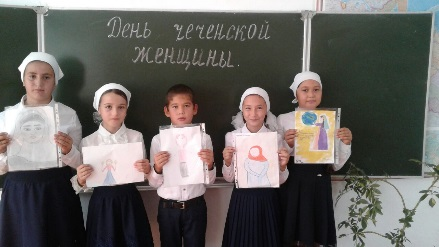 День чеченской
женщины.